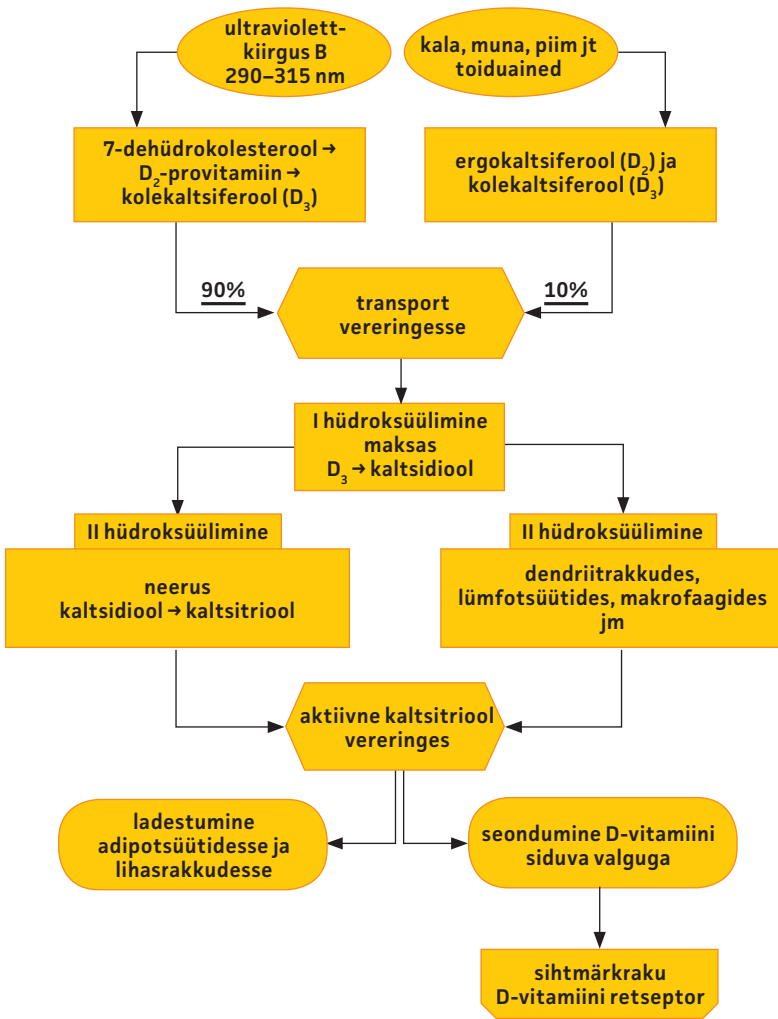 ultraviolett-
kiirgus B
290–315 nm
kala, muna, piim jt
toiduained
7-dehüdrokolesterool →
D₂-provitamiin →
kolekaltsiferool (D₃)
ergokaltsiferool (D₂) ja
kolekaltsiferool (D₃)
90%
10%
transport
vereringesse
I hüdroksüülimine
maksas
D₃ → kaltsidiool
II hüdroksüülimine
neerus
kaltsidiool → kaltsitriool
II hüdroksüülimine
dendriitrakkudes,
lümfotsüütides, makrofaagides
jm
aktiivne kaltsitriool
vereringes
ladestumine
adipotsüütidesse ja
lihasrakkudesse
seondumine D-vitamiini
siduva valguga
sihtmärkraku
D-vitamiini retseptor